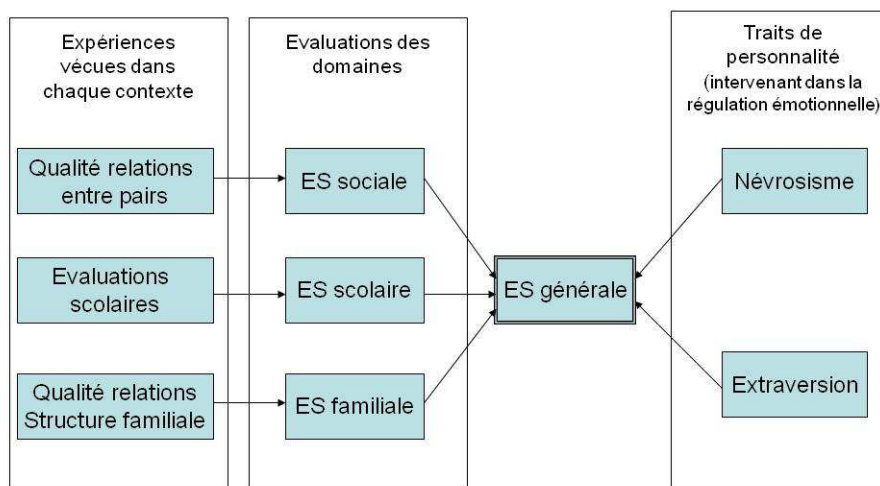 Expériences
vécues dans
chaque contexte
Qualité relations
entre pairs
Evaluations
scolaires
Qualité relations
Structure familiale
Evaluations des
domaines
ES sociale
ES scolaire
ES familiale
ES générale
Traits de
personnalité
(intervenant dans la
régulation émotionnelle)
Névrosisme
Extraversion